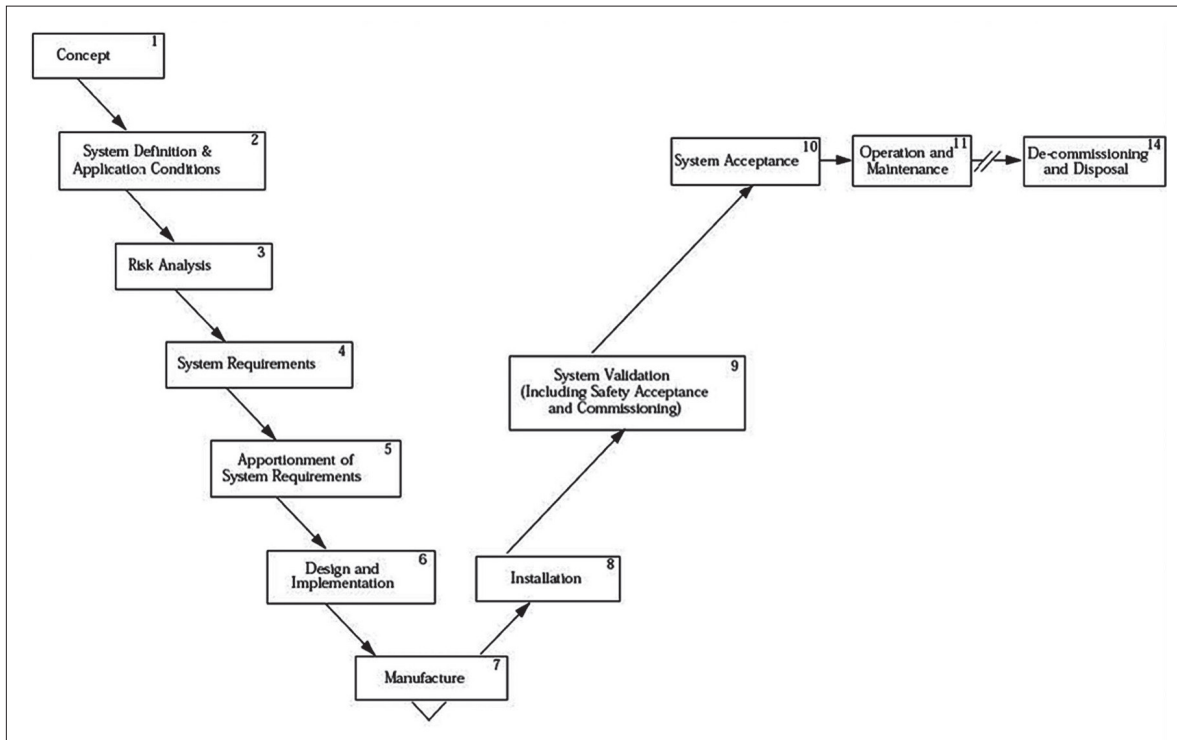 1
Concept
2
System Definition &
Application Conditions
3
Risk Analysis
4
System Requirements
5
Apportionment of
System Requirements
6
Design and
Implementation
7
Manufacture
8
Installation
9
System Validation
(Including Safety Acceptance
and Commissioning)
10
System Acceptance
11
Operation and
Maintenance
14
De-commissioning
and Disposal